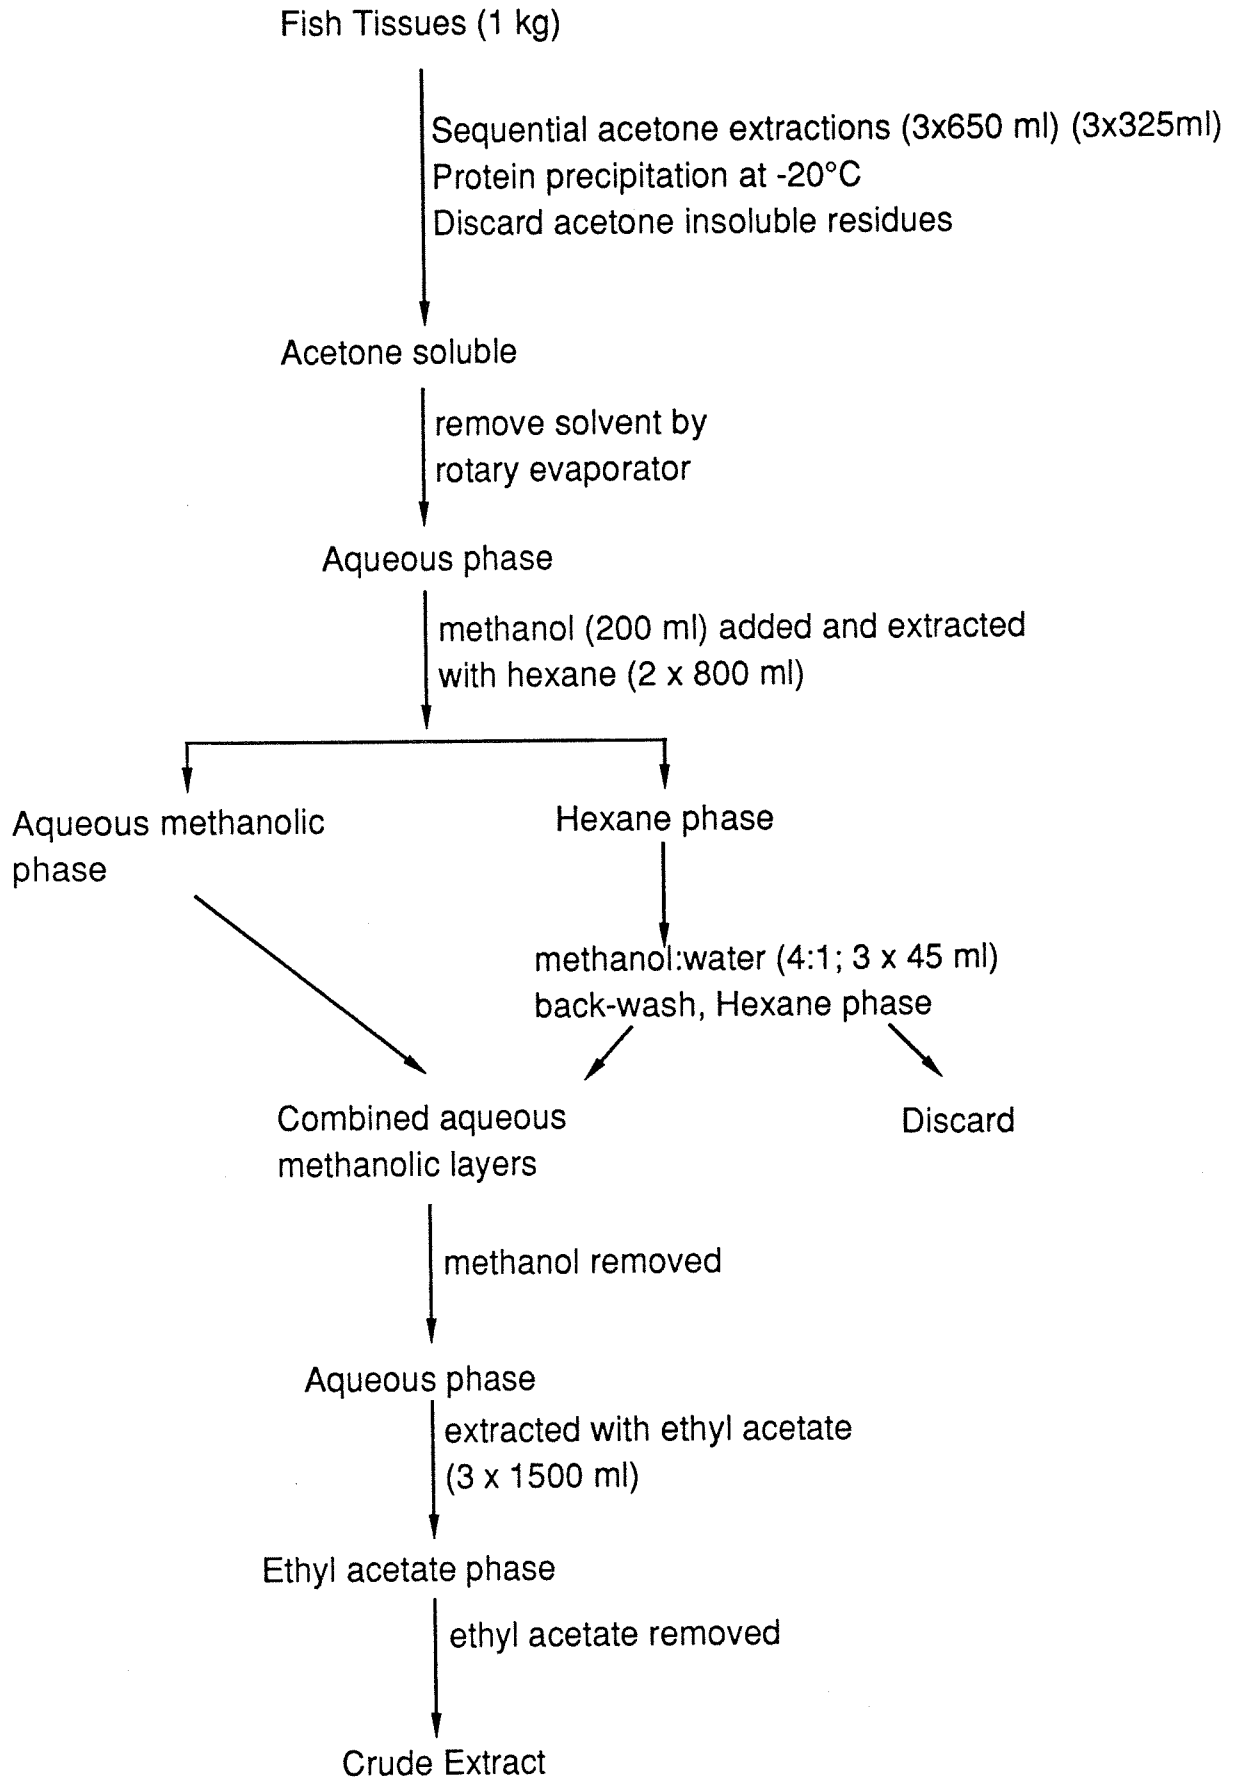 Fish Tissues (1 kg)
Sequential acetone extractions (3x650 ml) (3x325ml)
Protein precipitation at -20°C
Discard acetone insoluble residues
Acetone soluble
remove solvent by
rotary evaporator
Aqueous phase
methanol (200 ml) added and extracted
with hexane (2 x 800 ml)
Aqueous methanolic
phase
Hexane phase
methanol:water (4:1; 3 x 45 ml)
back-wash, Hexane phase
Combined aqueous
methanolic layers
Discard
methanol removed
Aqueous phase
extracted with ethyl acetate
(3 x 1500 ml)
Ethyl acetate phase
ethyl acetate removed
Crude Extract